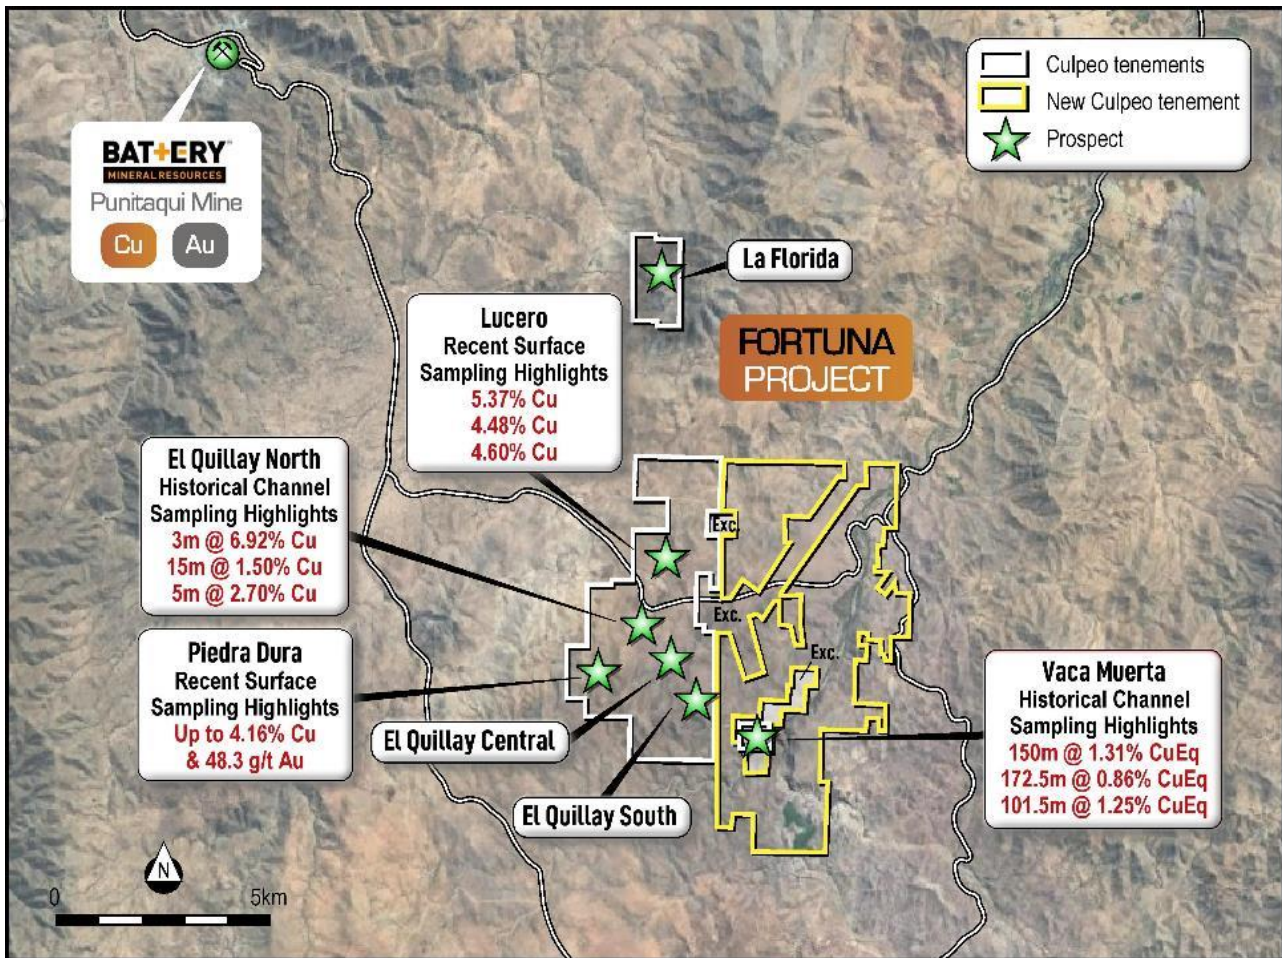 Culpeo tenements
New Culpeo tenement
Prospect
BATTERY
MINERAL RESOURCES
Punitaqui Mine
Cu
Au
La Florida
FORTUNA
PROJECT
Lucero
Recent Surface
Sampling Highlights
5.37% Cu
4.48% Cu
4.60% Cu
El Quillay North
Historical Channel
Sampling Highlights
3m @ 6.92% Cu
15m @ 1.50% Cu
5m @ 2.70% Cu
Exc.
Exc.
Exc.
Piedra Dura
Recent Surface
Sampling Highlights
Up to 4.16% Cu
& 48.3 g/t Au
El Quillay Central
El Quillay South
Vaca Muerta
Historical Channel
Sampling Highlights
150m @ 1.31% CuEq
172.5m @ 0.86% CuEq
101.5m @ 1.25% CuEq
N
0
5km